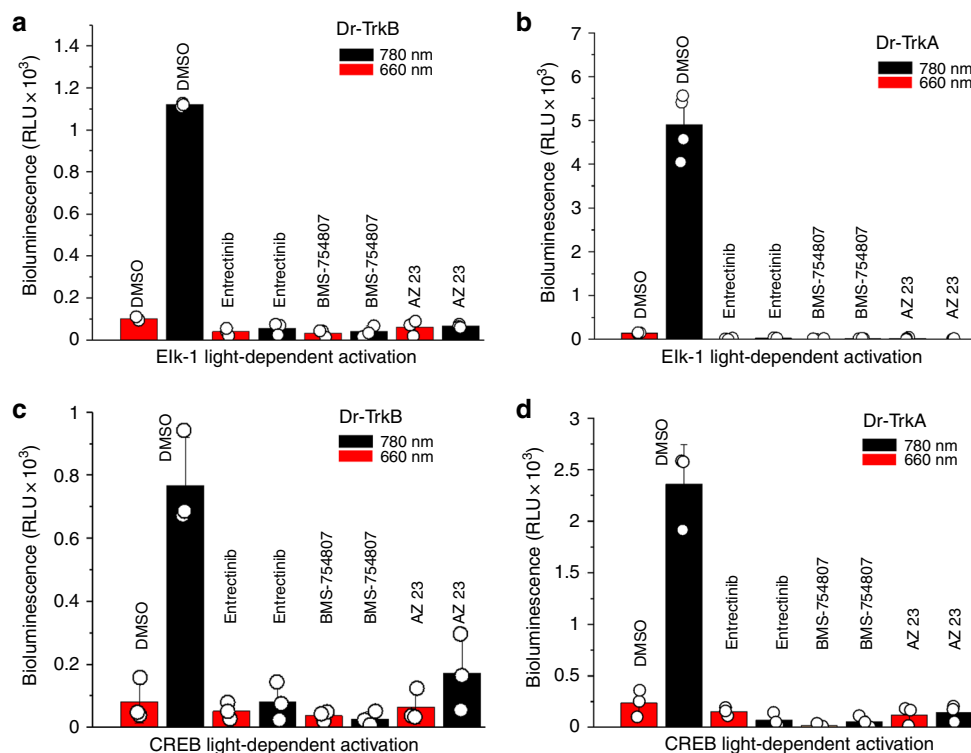 a
Dr-TrkB
780 nm
660 nm
Bioluminescence (RLU × 10³)
1.4
1.2
1
0.8
0.6
0.4
0.2
0
DMSO
DMSO
Entrectinib
Entrectinib
BMS-754807
BMS-754807
AZ 23
AZ 23
Elk-1 light-dependent activation
b
Dr-TrkA
780 nm
660 nm
Bioluminescence (RLU × 10³)
7
6
5
4
3
2
1
0
DMSO
DMSO
Entrectinib
Entrectinib
BMS-754807
BMS-754807
AZ 23
AZ 23
Elk-1 light-dependent activation
c
Dr-TrkB
780 nm
660 nm
Bioluminescence (RLU × 10³)
1
0.8
0.6
0.4
0.2
0
DMSO
DMSO
Entrectinib
Entrectinib
BMS-754807
BMS-754807
AZ 23
AZ 23
CREB light-dependent activation
d
Dr-TrkA
780 nm
660 nm
Bioluminescence (RLU × 10³)
3
2.5
2
1.5
1
0.5
0
DMSO
DMSO
Entrectinib
Entrectinib
BMS-754807
BMS-754807
AZ 23
AZ 23
CREB light-dependent activation